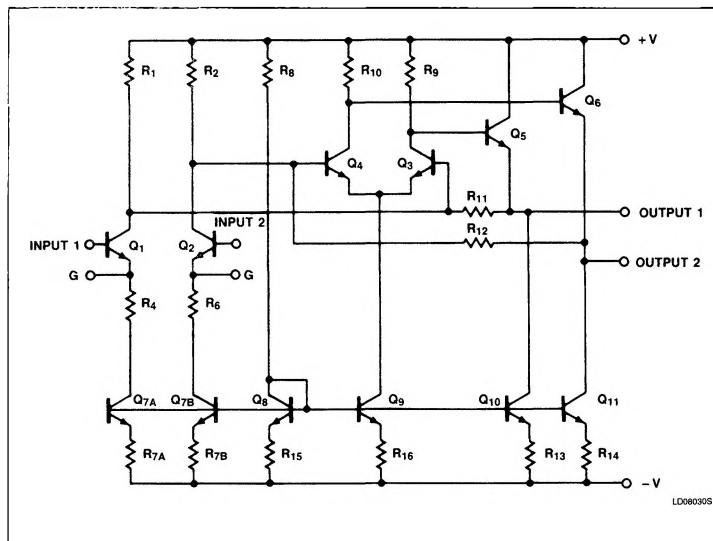 +V
R1 R2 R8 R10 R9
Q6
Q5
Q4 Q3
R11
OUTPUT 1
INPUT 2
R12
INPUT 1 Q1 Q2
OUTPUT 2
G G
R4 R6
Q7A Q7B Q8 Q9 Q10 Q11
R7A R7B R15 R16 R13 R14
−V
LD08030S